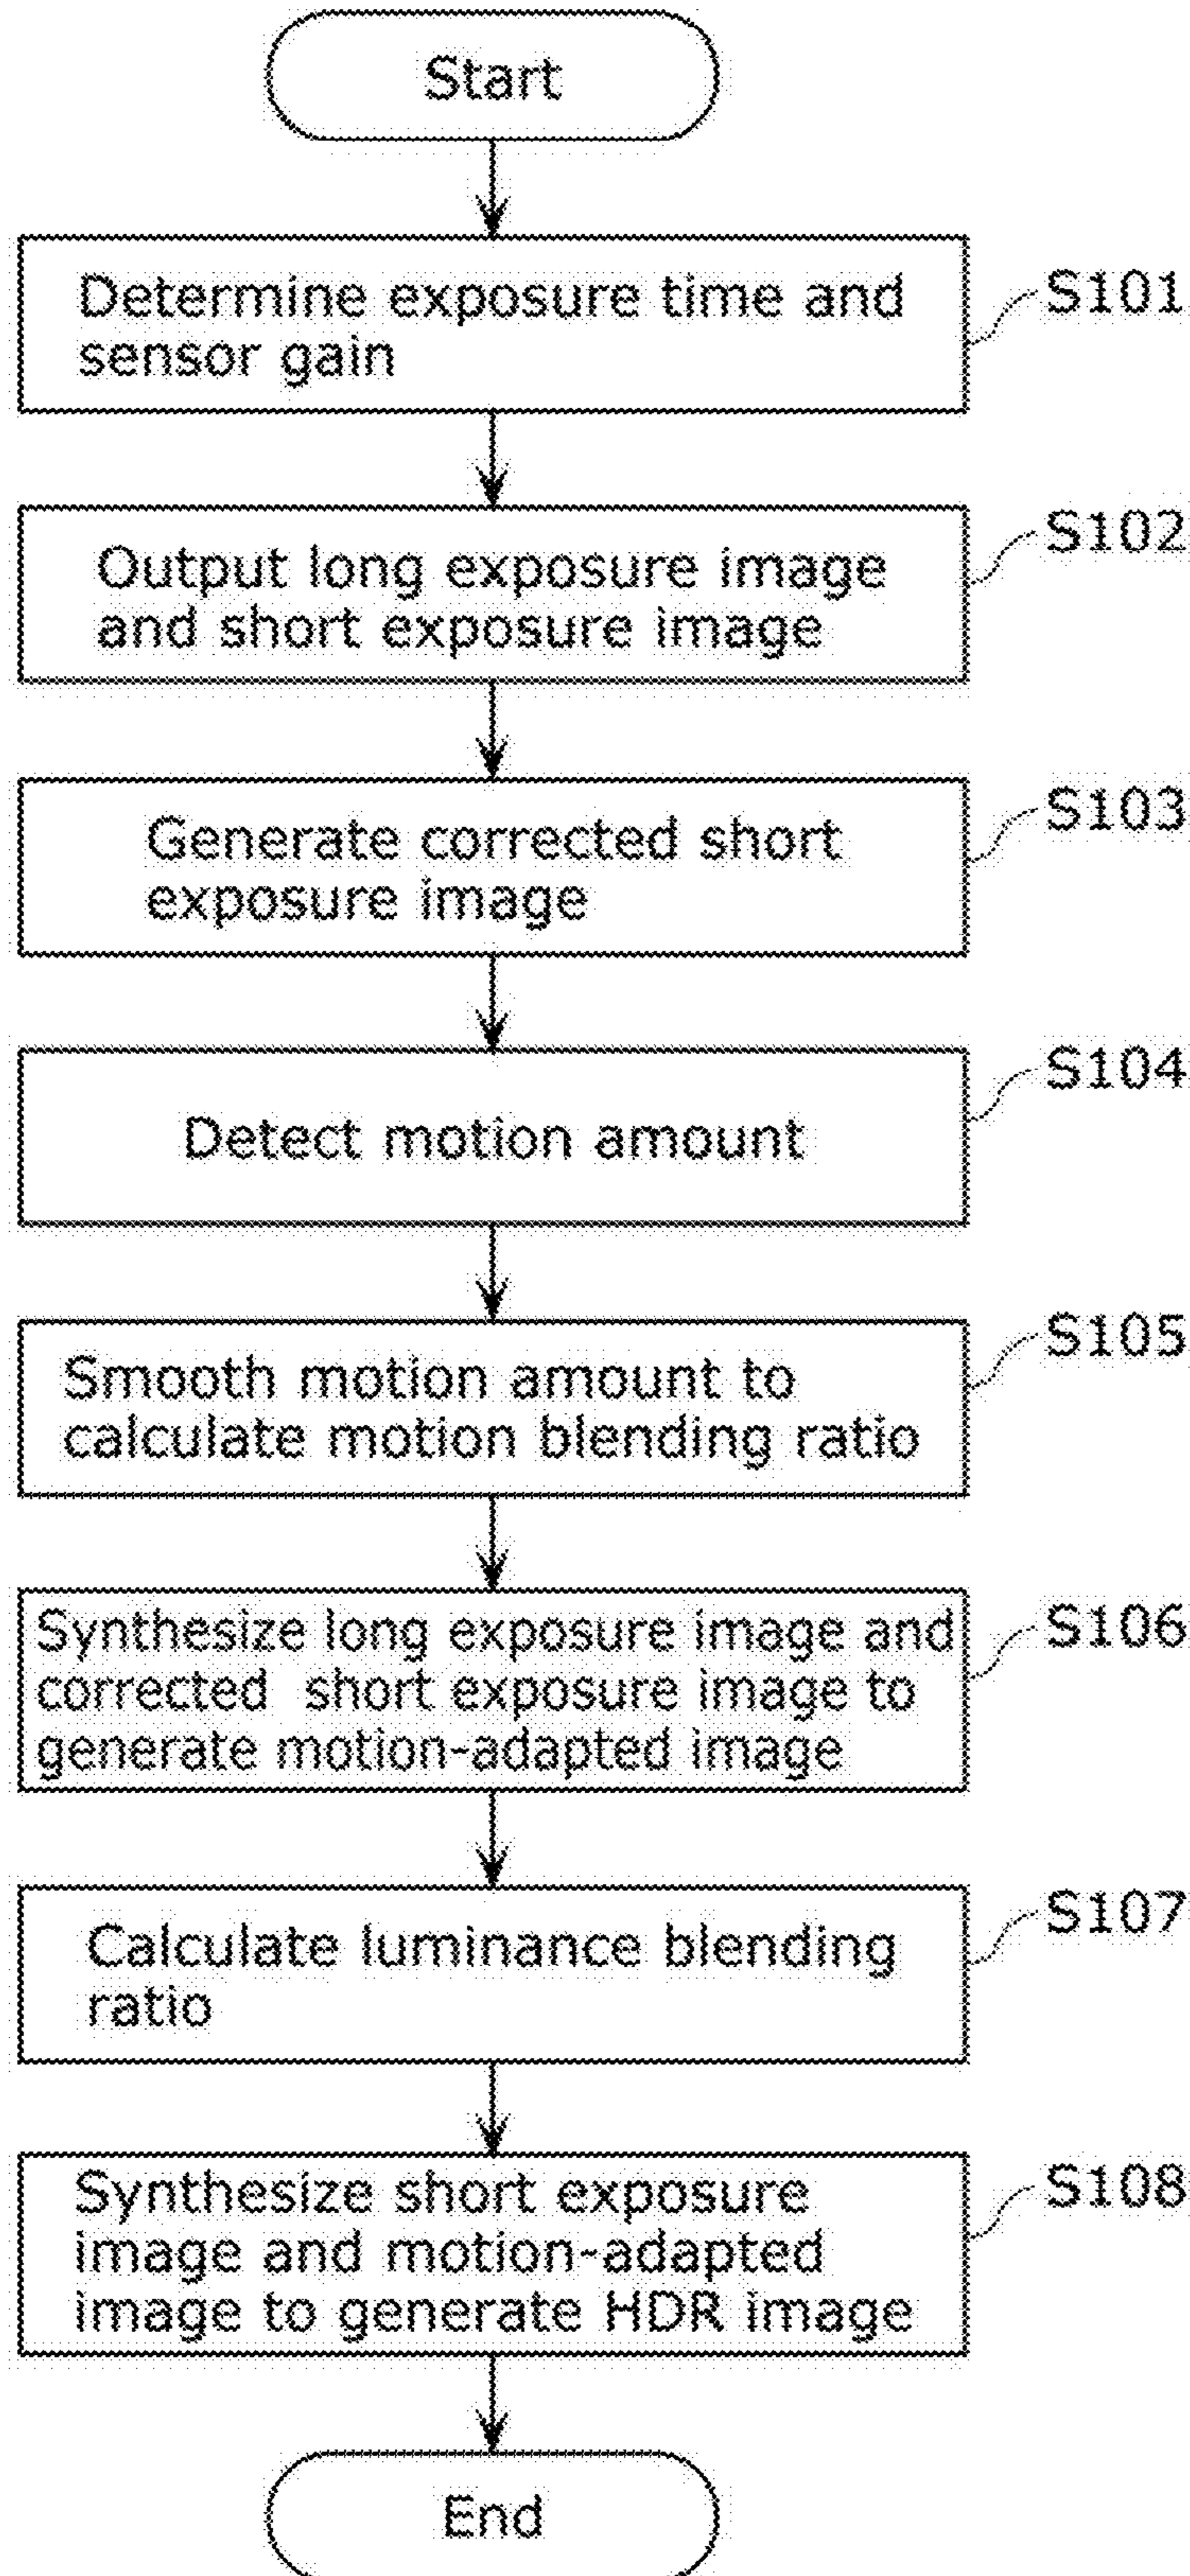 Start
Determine exposure time and
sensor gain
S101
Output long exposure image
and short exposure image
S102
Generate corrected short
exposure image
S103
Detect motion amount
S104
Smooth motion amount to
calculate motion blending ratio
S105
Synthesize long exposure image and
corrected short exposure image to
generate motion-adapted image
S106
Calculate luminance blending
ratio
S107
Synthesize short exposure
image and motion-adapted
image to generate HDR image
S108
End